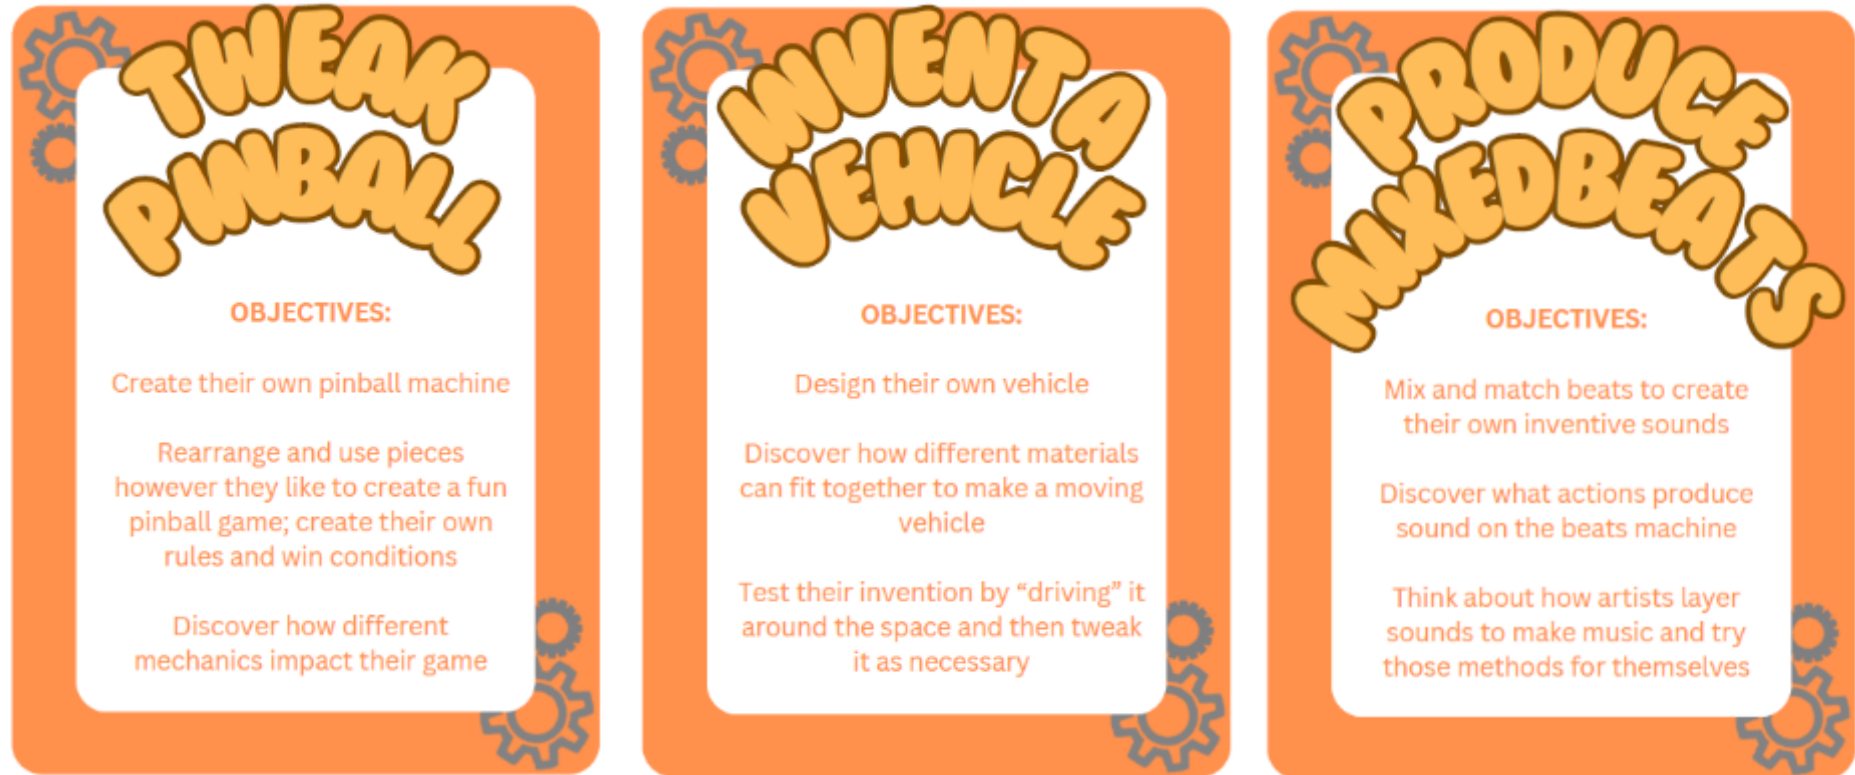 TWEAK
PINBALL
OBJECTIVES:
Create their own pinball machine
Rearrange and use pieces
however they like to create a fun
pinball game; create their own
rules and win conditions
Discover how different
mechanics impact their game
INVENT A
VEHICLE
OBJECTIVES:
Design their own vehicle
Discover how different materials
can fit together to make a moving
vehicle
Test their invention by “driving” it
around the space and then tweak
it as necessary
PRODUCE
MIXED BEATS
OBJECTIVES:
Mix and match beats to create
their own inventive sounds
Discover what actions produce
sound on the beats machine
Think about how artists layer
sounds to make music and try
those methods for themselves